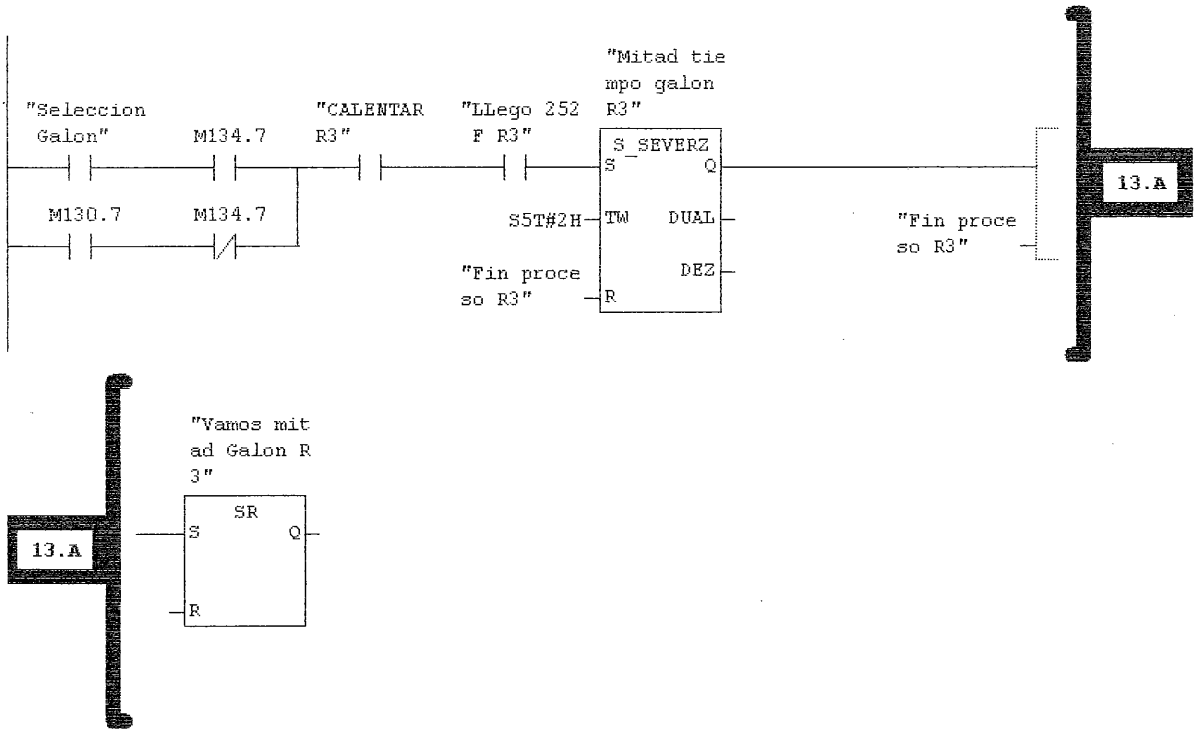 "Mitad tie
mpo galon
R3"
"Seleccion
Galon"
M134.7
"CALENTAR
R3"
"LLego 252
F R3"
S_SEVERZ
S
Q
13.A
M130.7
M134.7
S5T#2H
TW
DUAL
"Fin proce
so R3"
DEZ
"Fin proce
so R3"
R
"Vamos mit
ad Galon R
3"
SR
S
Q
13.A
R